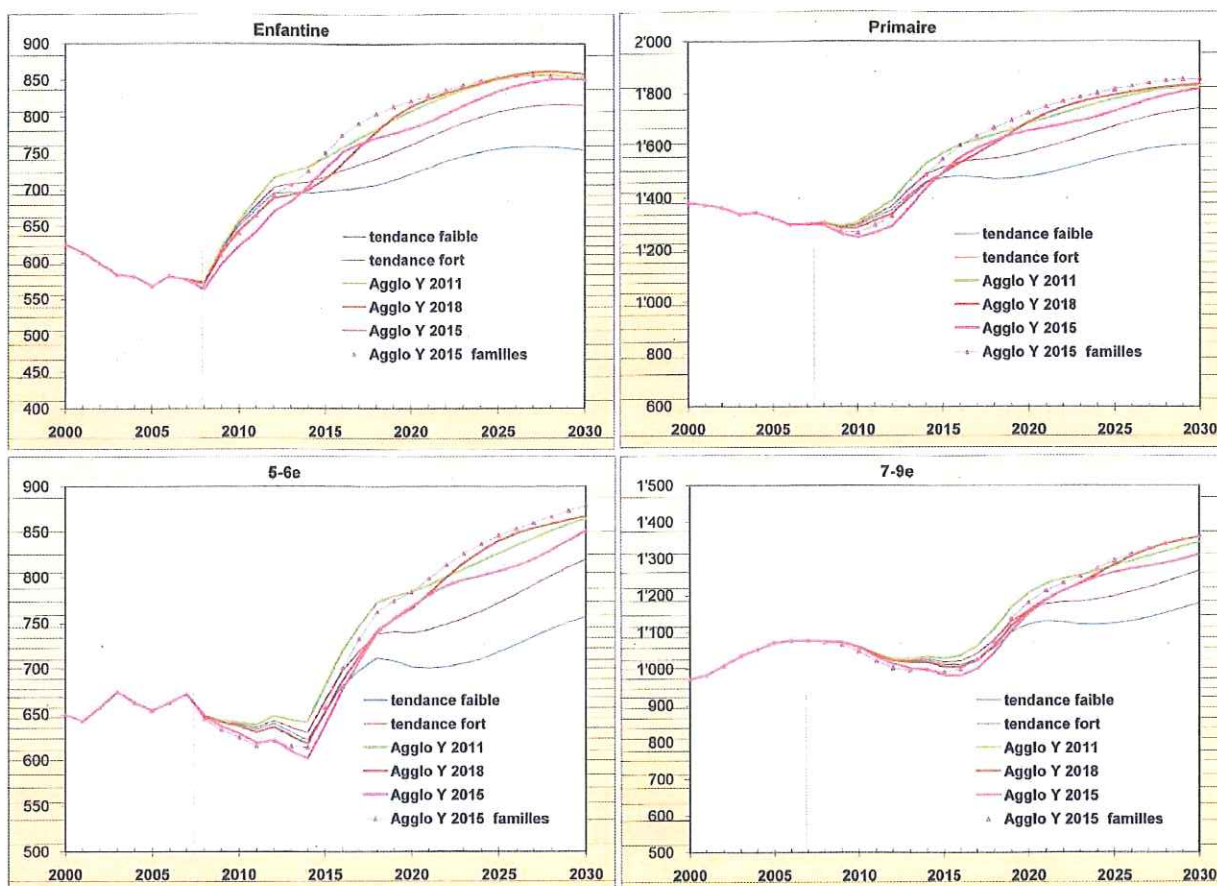 Enfantine
900
850
800
750
700
650
600
550
500
450
400
2000 2005 2010 2015 2020 2025 2030
tendance faible
tendance fort
Agglo Y 2011
Agglo Y 2018
Agglo Y 2015
Agglo Y 2015 familles
Primaire
2'000
1'800
1'600
1'400
1'200
1'000
800
600
2000 2005 2010 2015 2020 2025 2030
tendance faible
tendance fort
Agglo Y 2011
Agglo Y 2018
Agglo Y 2015
Agglo Y 2015 familles
5-6e
900
850
800
750
700
650
600
550
500
2000 2005 2010 2015 2020 2025 2030
tendance faible
tendance fort
Agglo Y 2011
Agglo Y 2018
Agglo Y 2015
Agglo Y 2015 familles
7-9e
1'500
1'400
1'300
1'200
1'100
1'000
900
800
700
600
500
2000 2005 2010 2015 2020 2025 2030
tendance faible
tendance fort
Agglo Y 2011
Agglo Y 2018
Agglo Y 2015
Agglo Y 2015 familles